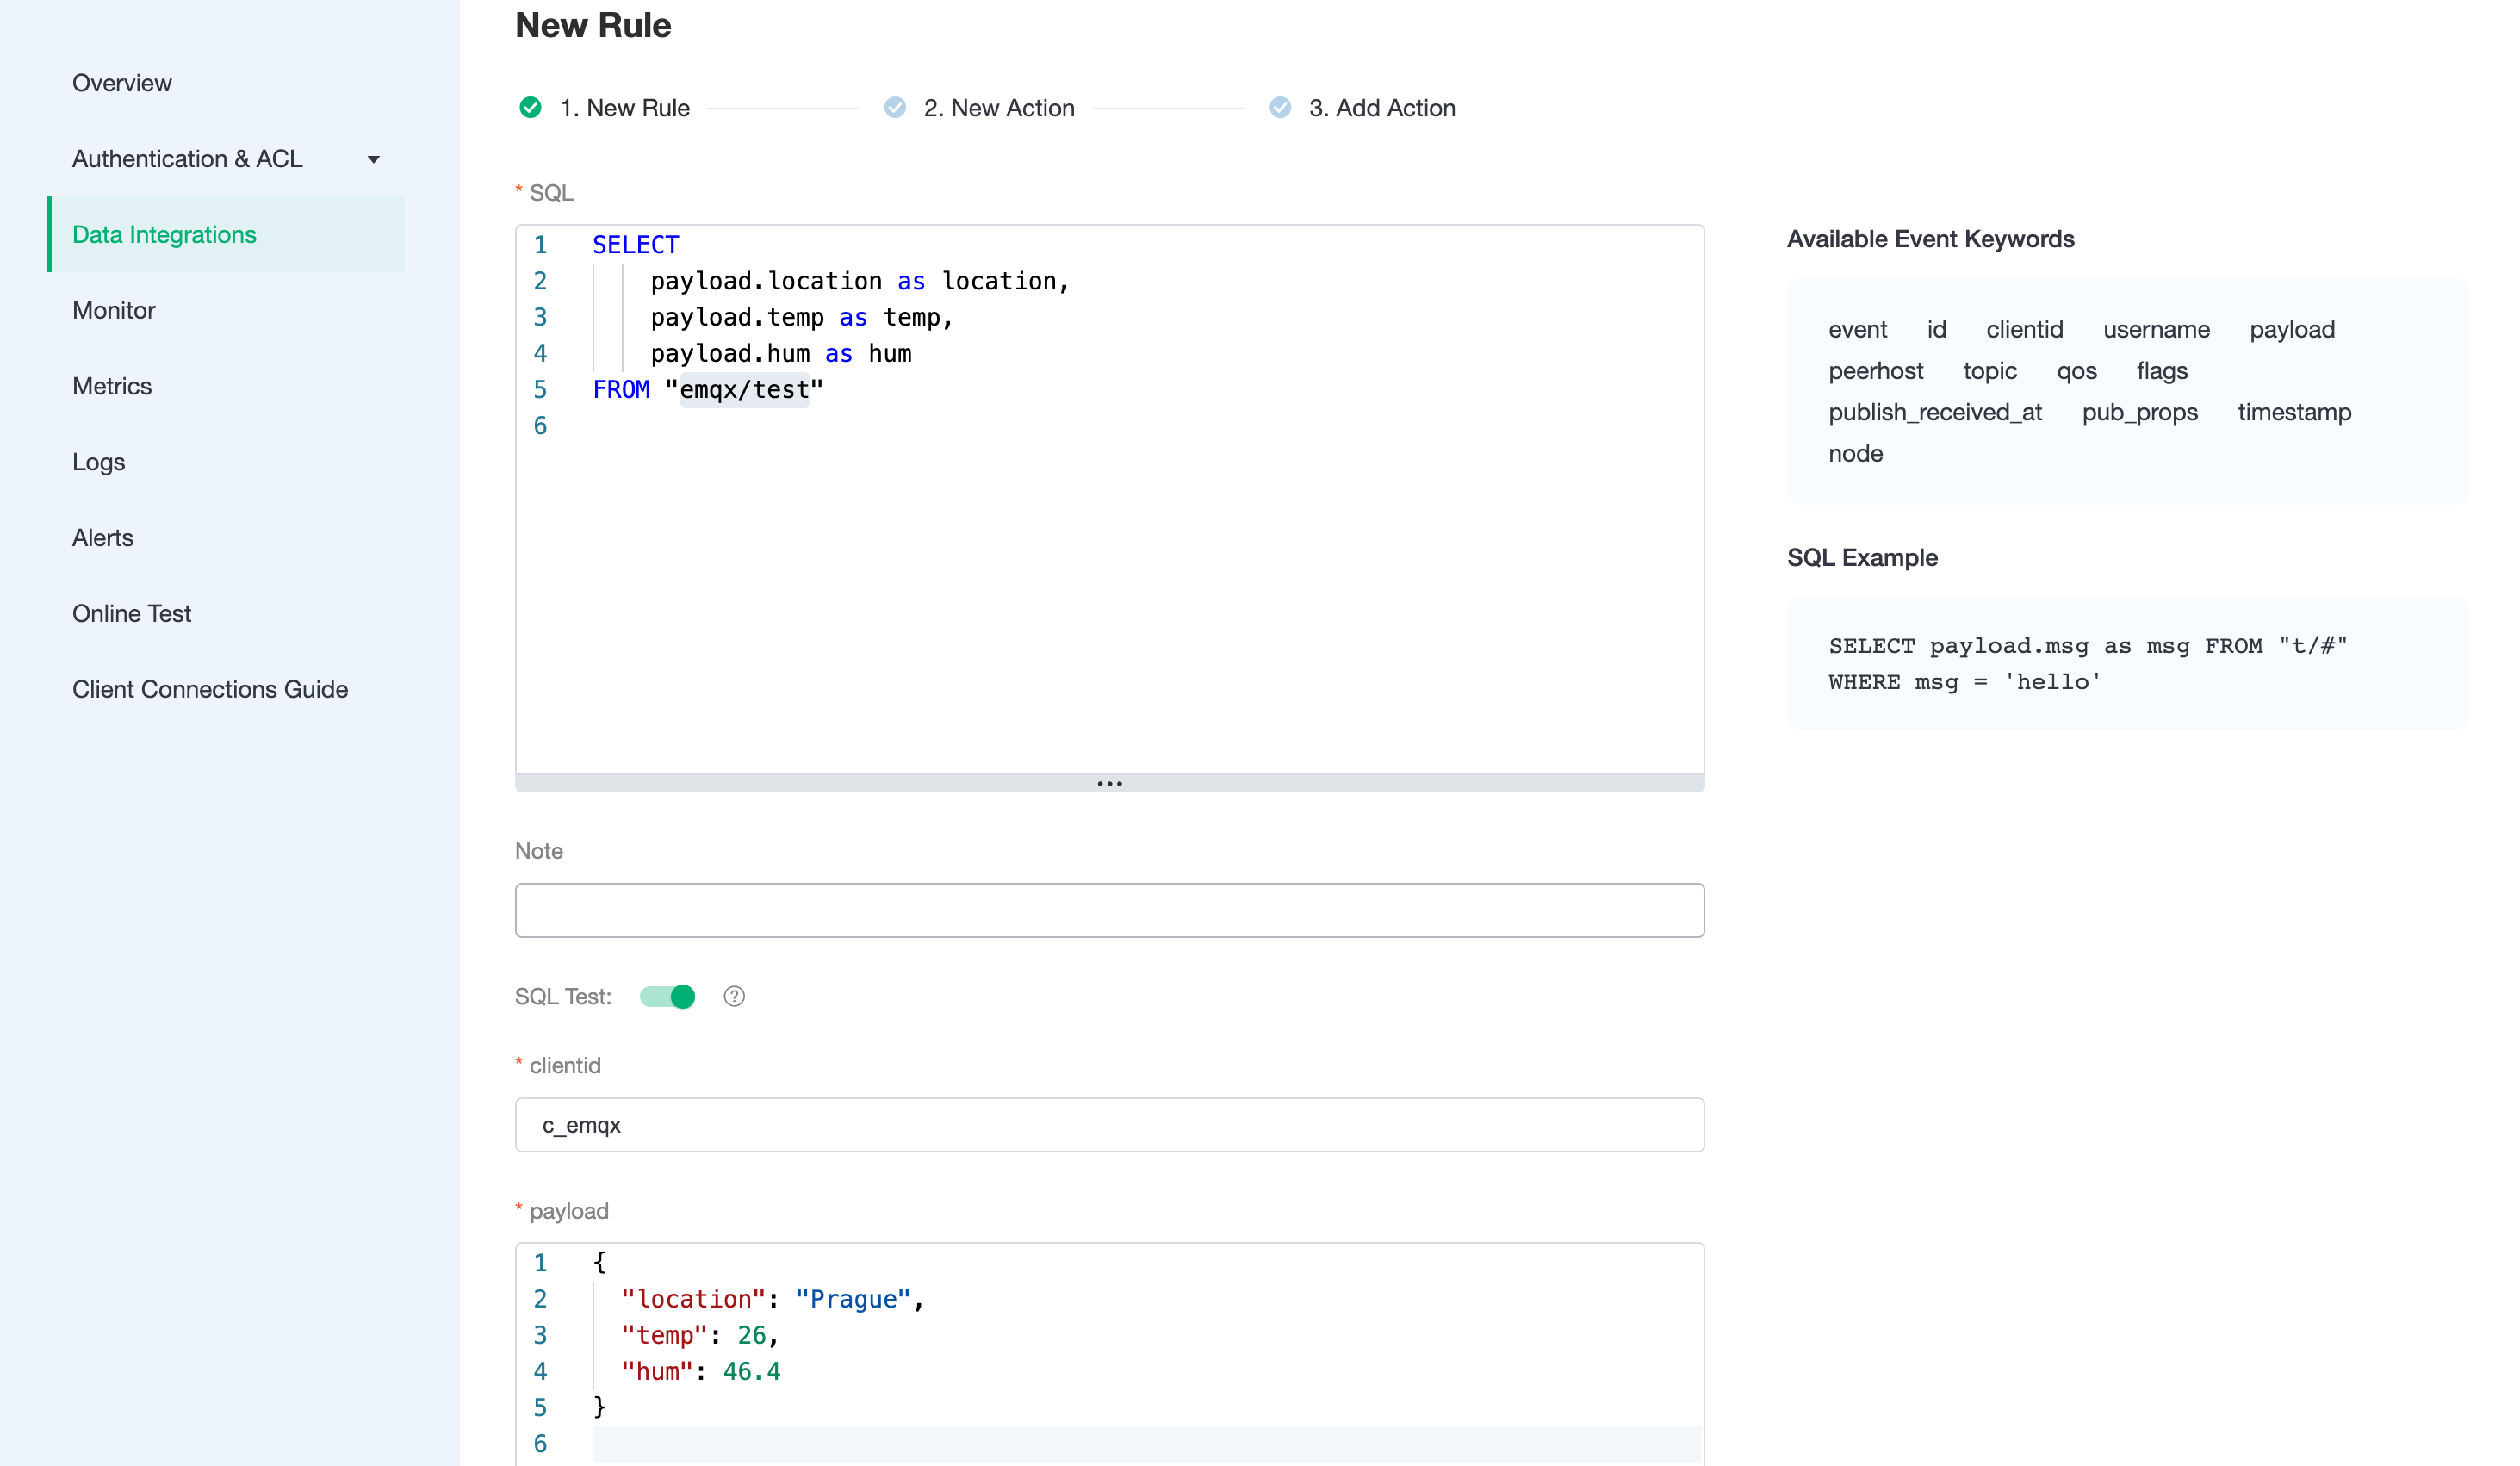 Overview
Authentication & ACL
Data Integrations
Monitor
Metrics
Logs
Alerts
Online Test
Client Connections Guide
New Rule
1. New Rule
2. New Action
3. Add Action
* SQL
1 SELECT
2 payload.location as location,
3 payload.temp as temp,
4 payload.hum as hum
5 FROM "emqx/test"
6
Note
SQL Test:
* clientid
c_emqx
* payload
1 {
2 "location": "Prague",
3 "temp": 26,
4 "hum": 46.4
5 }
6
Available Event Keywords
event id clientid username payload
peerhost topic qos flags
publish_received_at pub_props timestamp
node
SQL Example
SELECT payload.msg as msg FROM "t/#"
WHERE msg = 'hello'